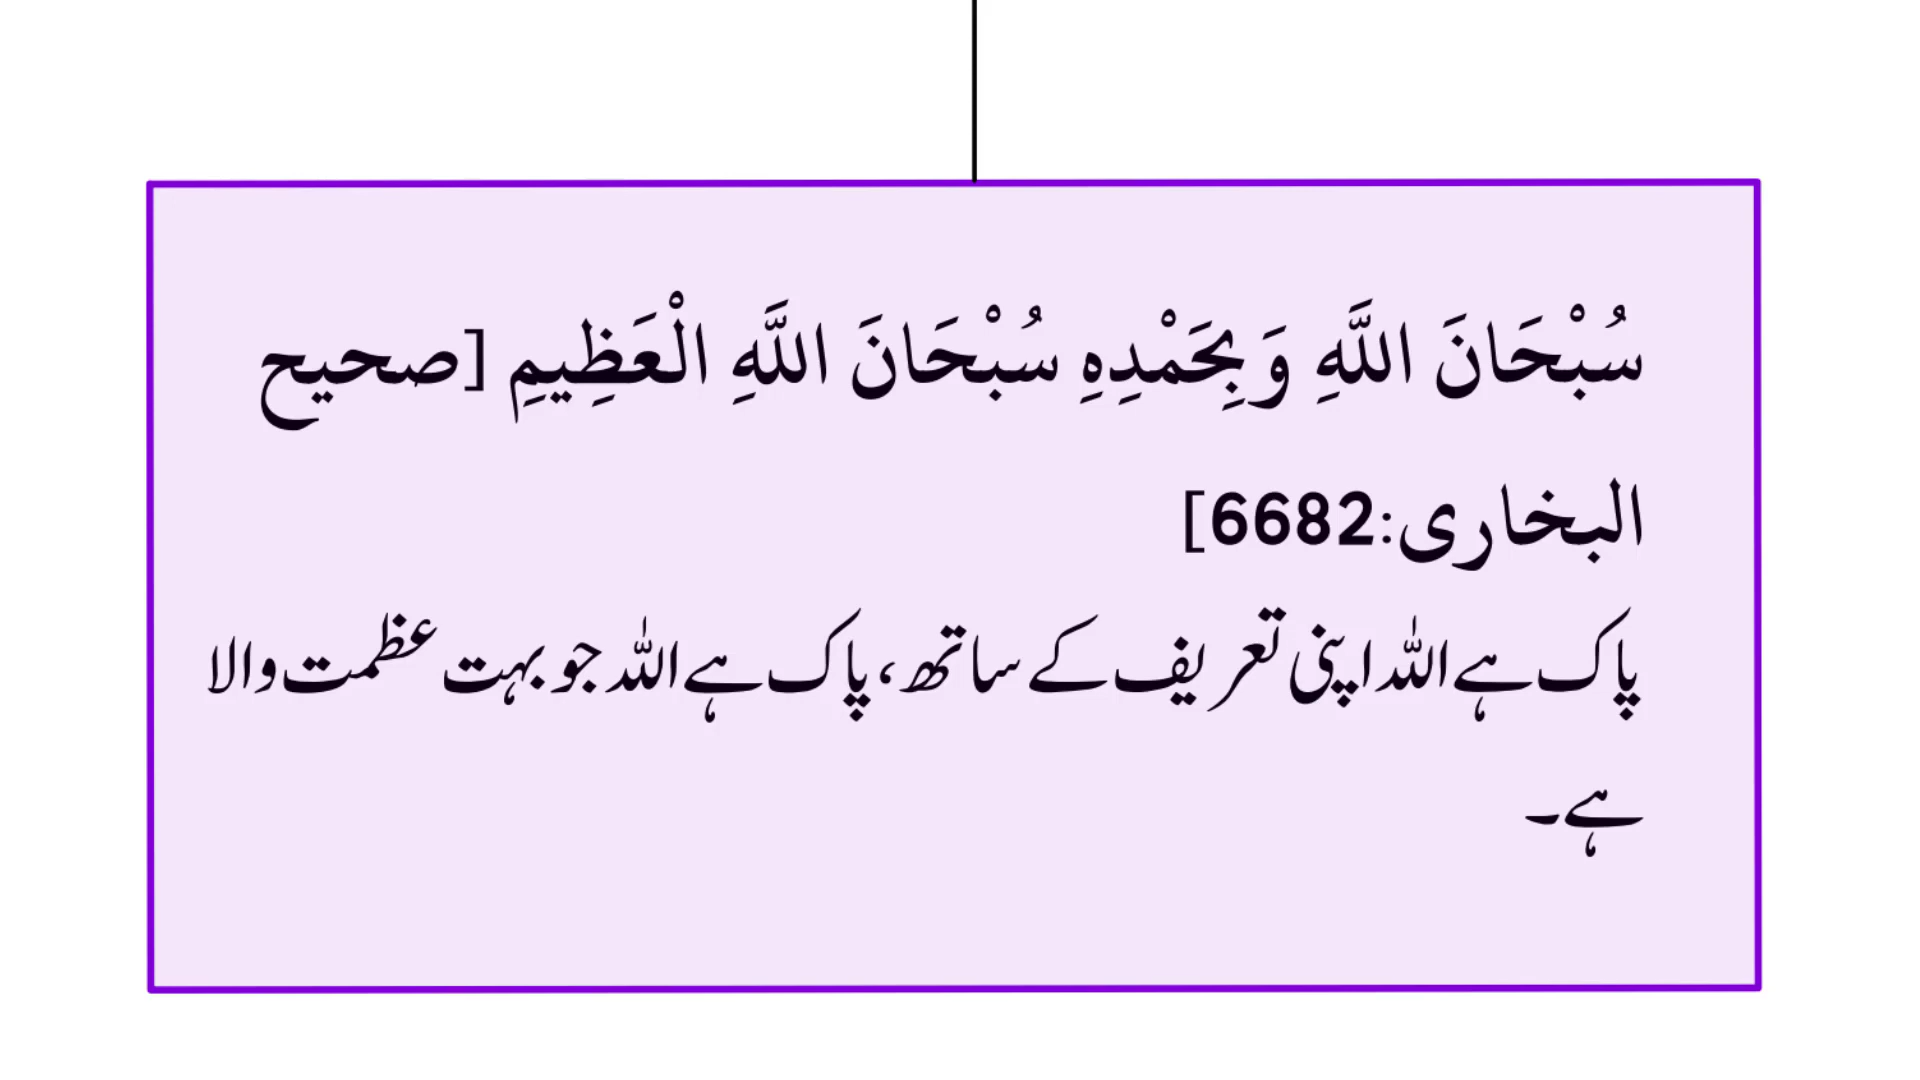 سُبْحَانَ اللَّهِ وَبِحَمْدِهِ سُبْحَانَ اللَّهِ الْعَظِيمِ [صحيح
البخاری:6682]
پاک ہے اللہ اپنی تعریف کے ساتھ، پاک ہے اللہ جو بہت عظمت والا
ہے۔